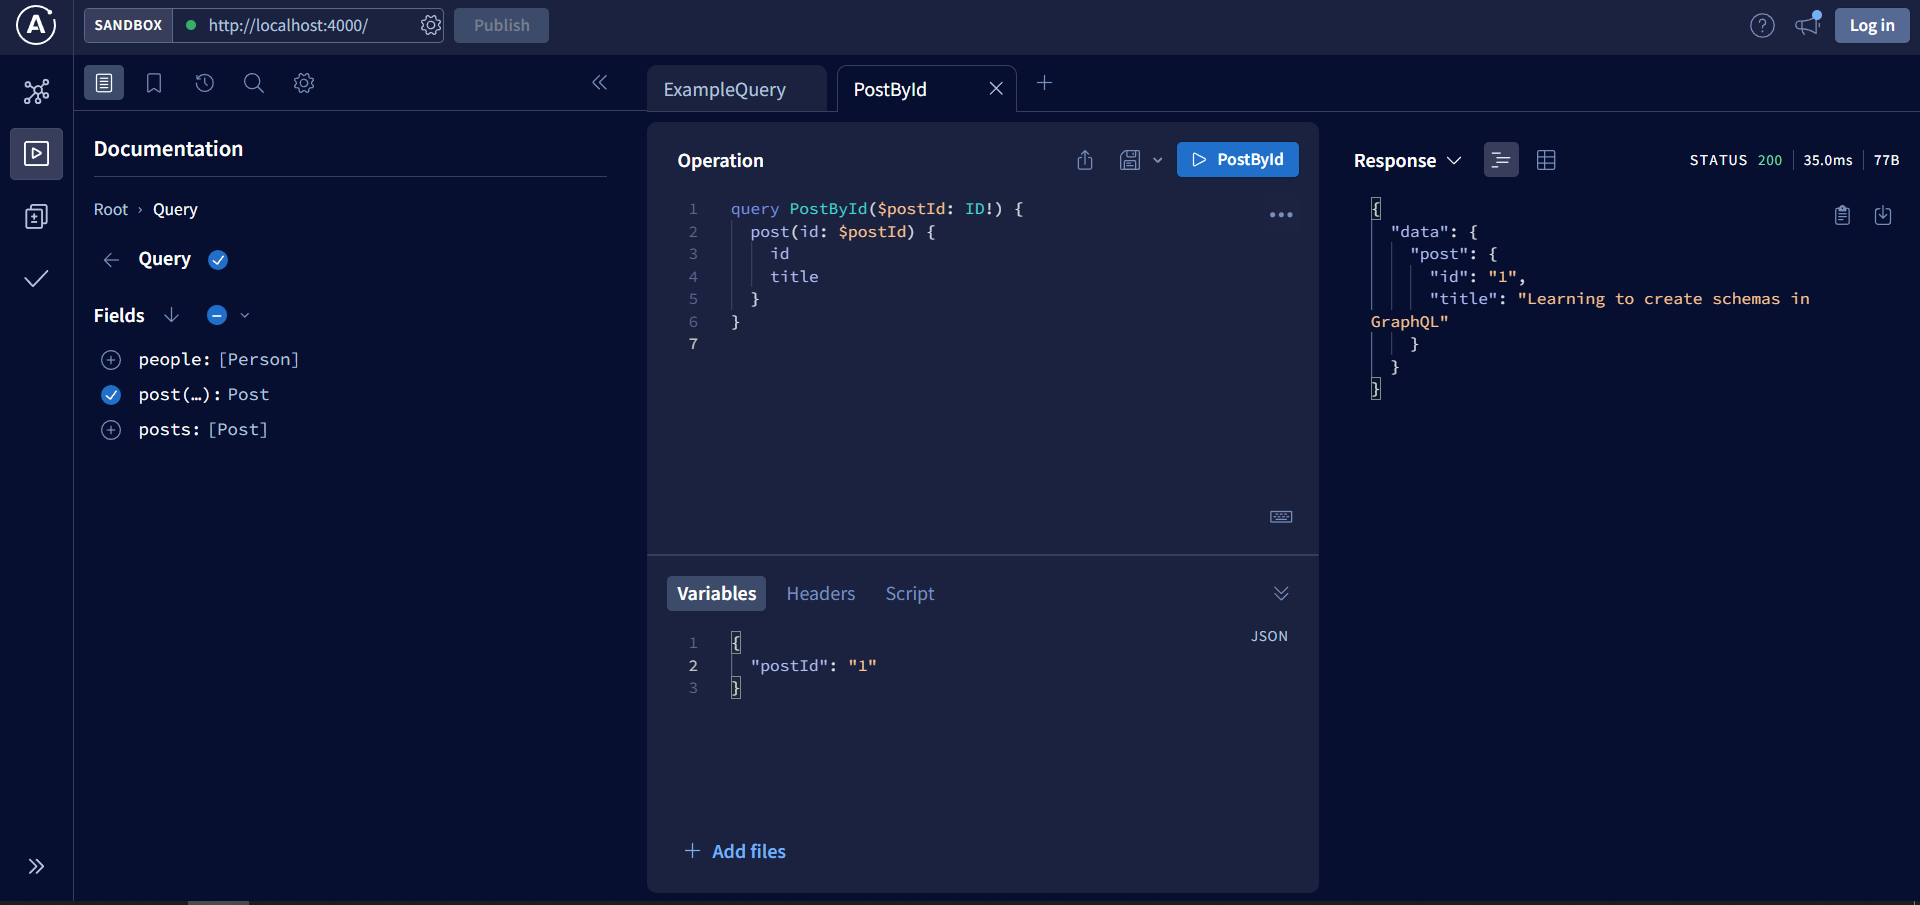 SANDBOX http://localhost:4000/ Publish Log in
ExampleQuery PostById
Documentation
Root › Query
Query
Fields
people: [Person]
post(…): Post
posts: [Post]
Operation PostById
1 query PostById($postId: ID!) {
2 post(id: $postId) {
3 id
4 title
5 }
6 }
7
Variables Headers Script
JSON
1 {
2 "postId": "1"
3 }
+ Add files
Response STATUS 200 35.0ms 77B
{
"data": {
"post": {
"id": "1",
"title": "Learning to create schemas in
GraphQL"
}
}
}